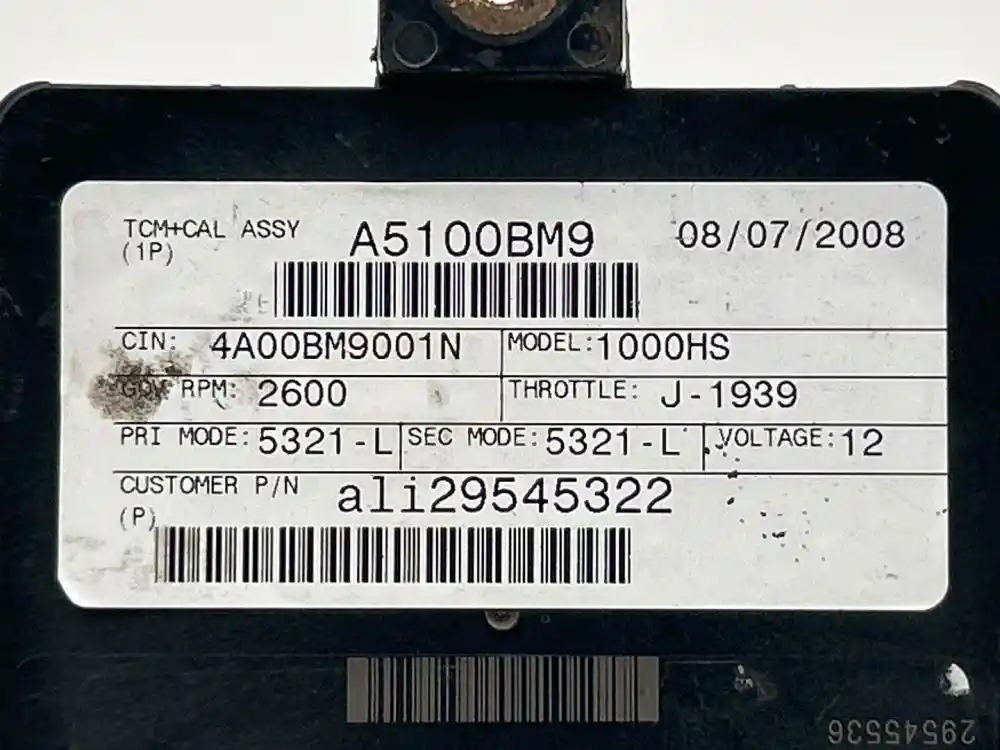 TCM+CAL ASSY A5100BM9 08/07/2008
(1P)
CIN: 4A00BM9001N MODEL: 1000HS
GOV RPM: 2600 THROTTLE: J-1939
PRI MODE: 5321-L SEC MODE: 5321-L VOLTAGE: 12
CUSTOMER P/N ali29545322
(P)
29545536